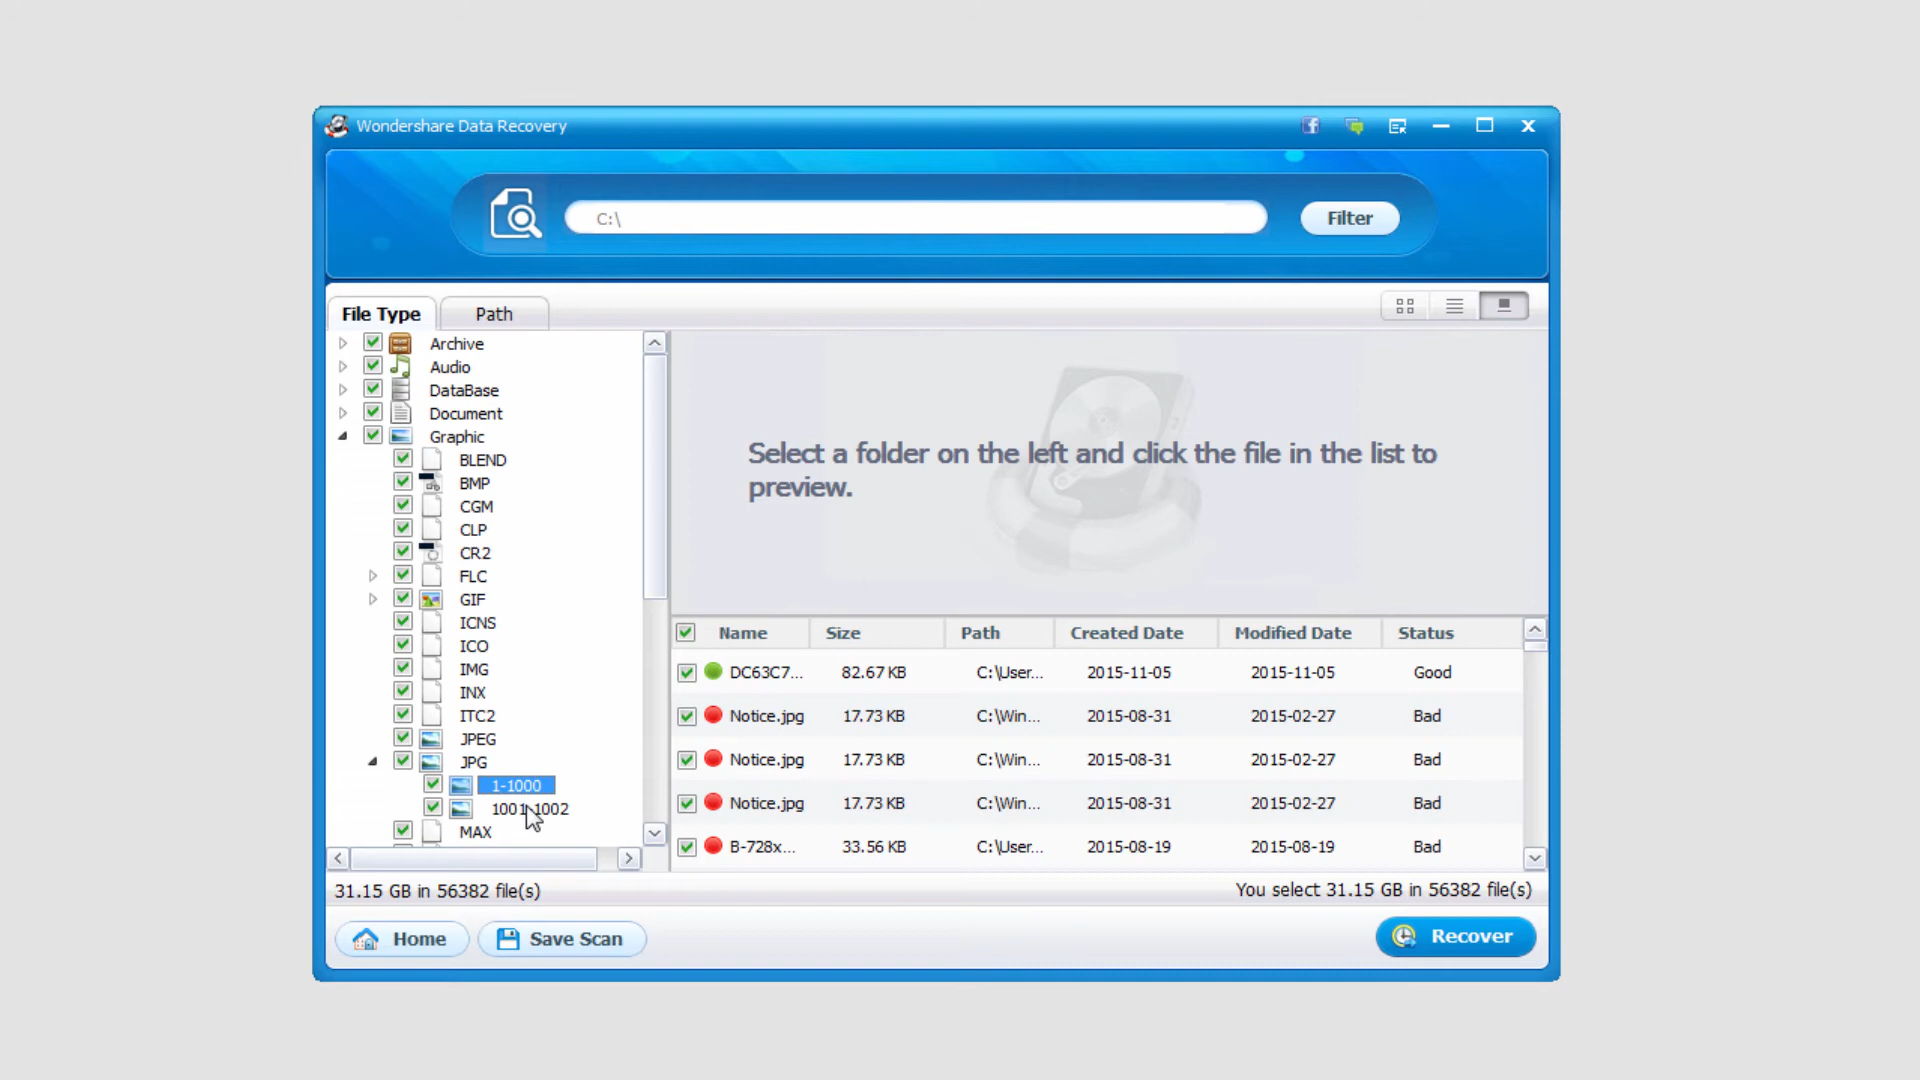 Wondershare Data Recovery
C:\
Filter
File Type
Path
Archive
Audio
DataBase
Document
Graphic
BLEND
BMP
CGM
CLP
CR2
FLC
GIF
ICNS
ICO
IMG
INX
ITC2
JPEG
JPG
1-1000
1001-1002
MAX
Select a folder on the left and click the file in the list to
preview.
Name Size Path Created Date Modified Date Status
DC63C7... 82.67 KB C:\User... 2015-11-05 2015-11-05 Good
Notice.jpg 17.73 KB C:\Win... 2015-08-31 2015-02-27 Bad
Notice.jpg 17.73 KB C:\Win... 2015-08-31 2015-02-27 Bad
Notice.jpg 17.73 KB C:\Win... 2015-08-31 2015-02-27 Bad
B-728x... 33.56 KB C:\User... 2015-08-19 2015-08-19 Bad
31.15 GB in 56382 file(s)
You select 31.15 GB in 56382 file(s)
Home
Save Scan
Recover